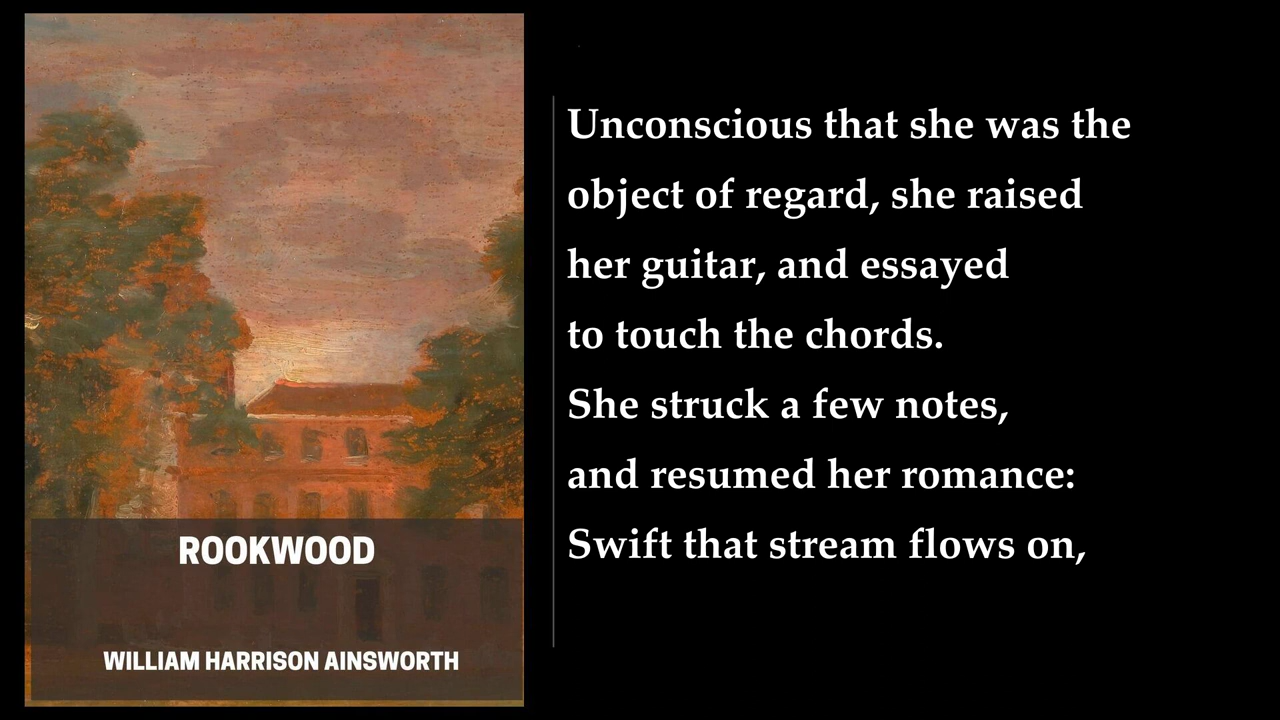 ROOKWOOD
WILLIAM HARRISON AINSWORTH
Unconscious that she was the
object of regard, she raised
her guitar, and essayed
to touch the chords.
She struck a few notes,
and resumed her romance:
Swift that stream flows on,